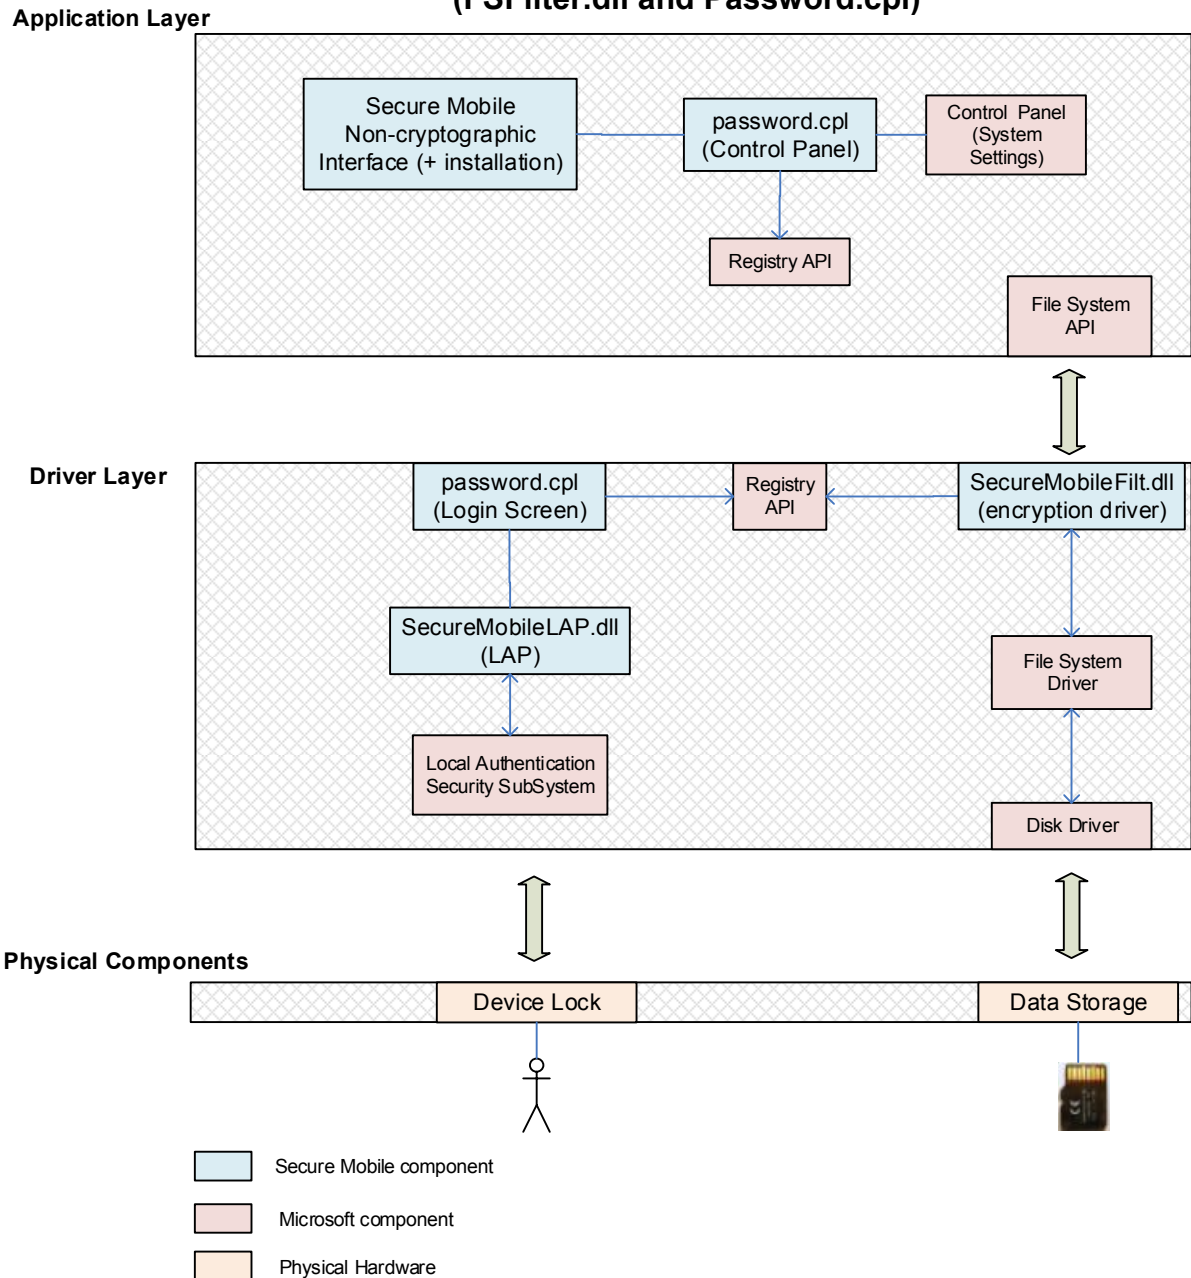 (FSFilter.dll and Password.cpl)
Application Layer
Secure Mobile
Non-cryptographic
Interface (+ installation)
password.cpl
(Control Panel)
Control Panel
(System
Settings)
Registry API
File System
API
Driver Layer
password.cpl
(Login Screen)
Registry
API
SecureMobileFilt.dll
(encryption driver)
SecureMobileLAP.dll
(LAP)
File System
Driver
Local Authentication
Security SubSystem
Disk Driver
Physical Components
Device Lock
Data Storage
Secure Mobile component
Microsoft component
Physical Hardware